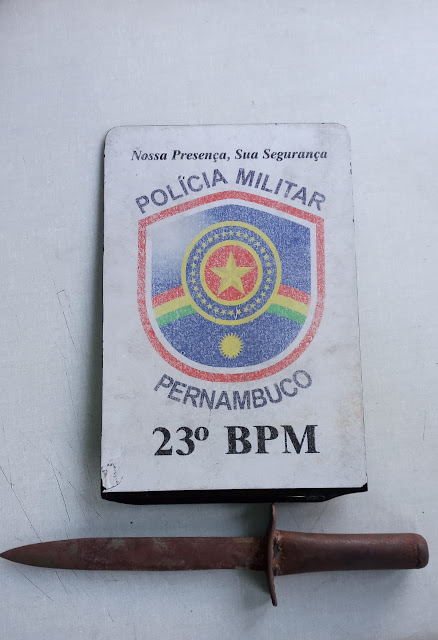 Nossa Presença, Sua Segurança
POLÍCIA MILITAR
PERNAMBUCO
23º BPM